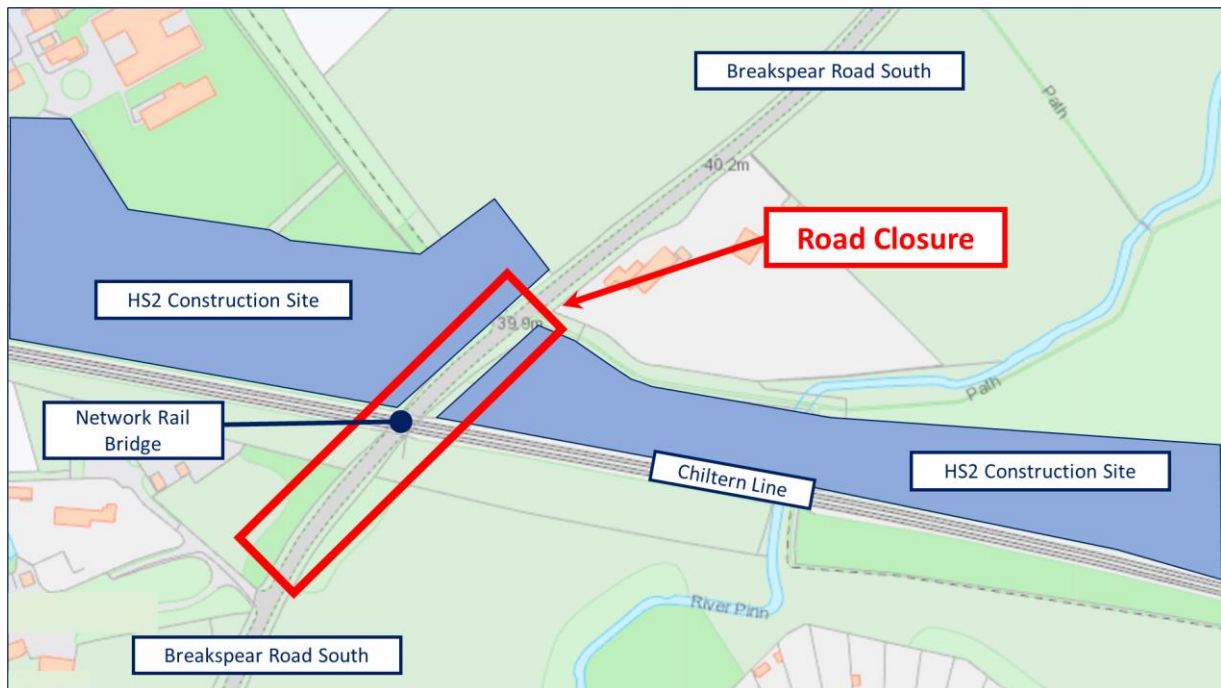 Breakspear Road South
Path
40.2m
Road Closure
HS2 Construction Site
39.9m
Path
Network Rail
Bridge
Chiltern Line
HS2 Construction Site
River Pinn
Breakspear Road South